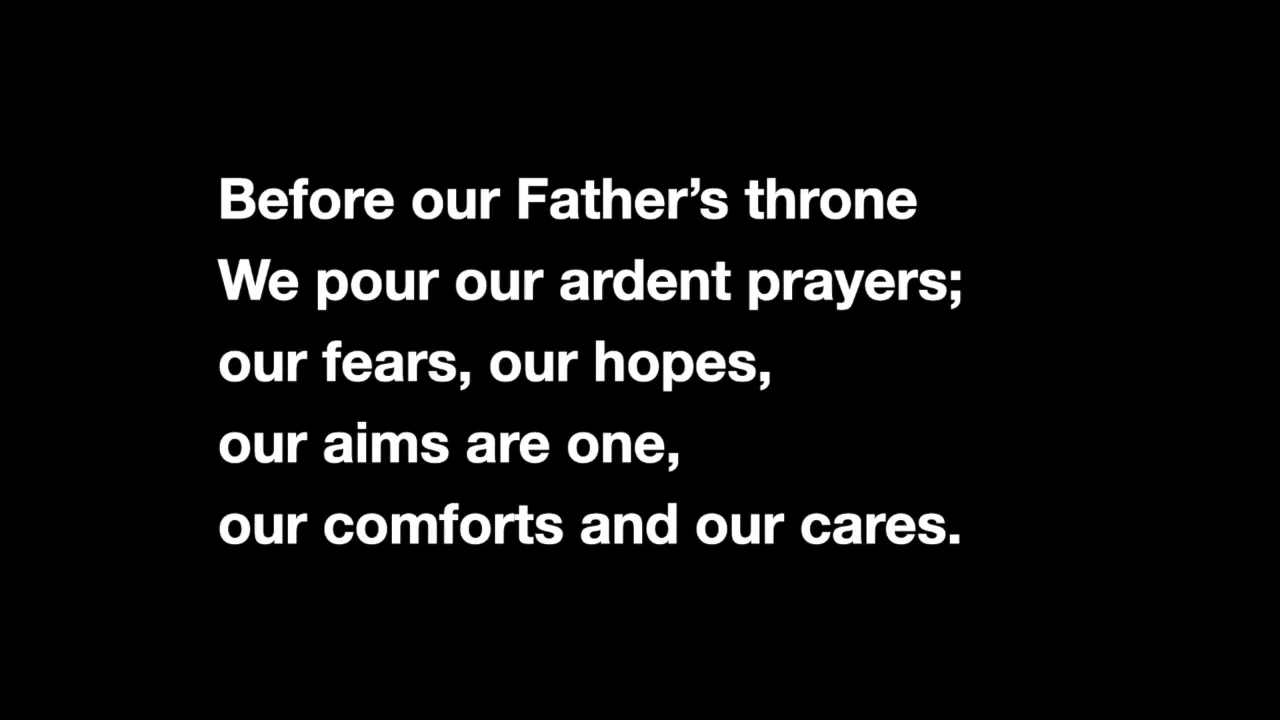 Before our Father’s throne
We pour our ardent prayers;
our fears, our hopes,
our aims are one,
our comforts and our cares.